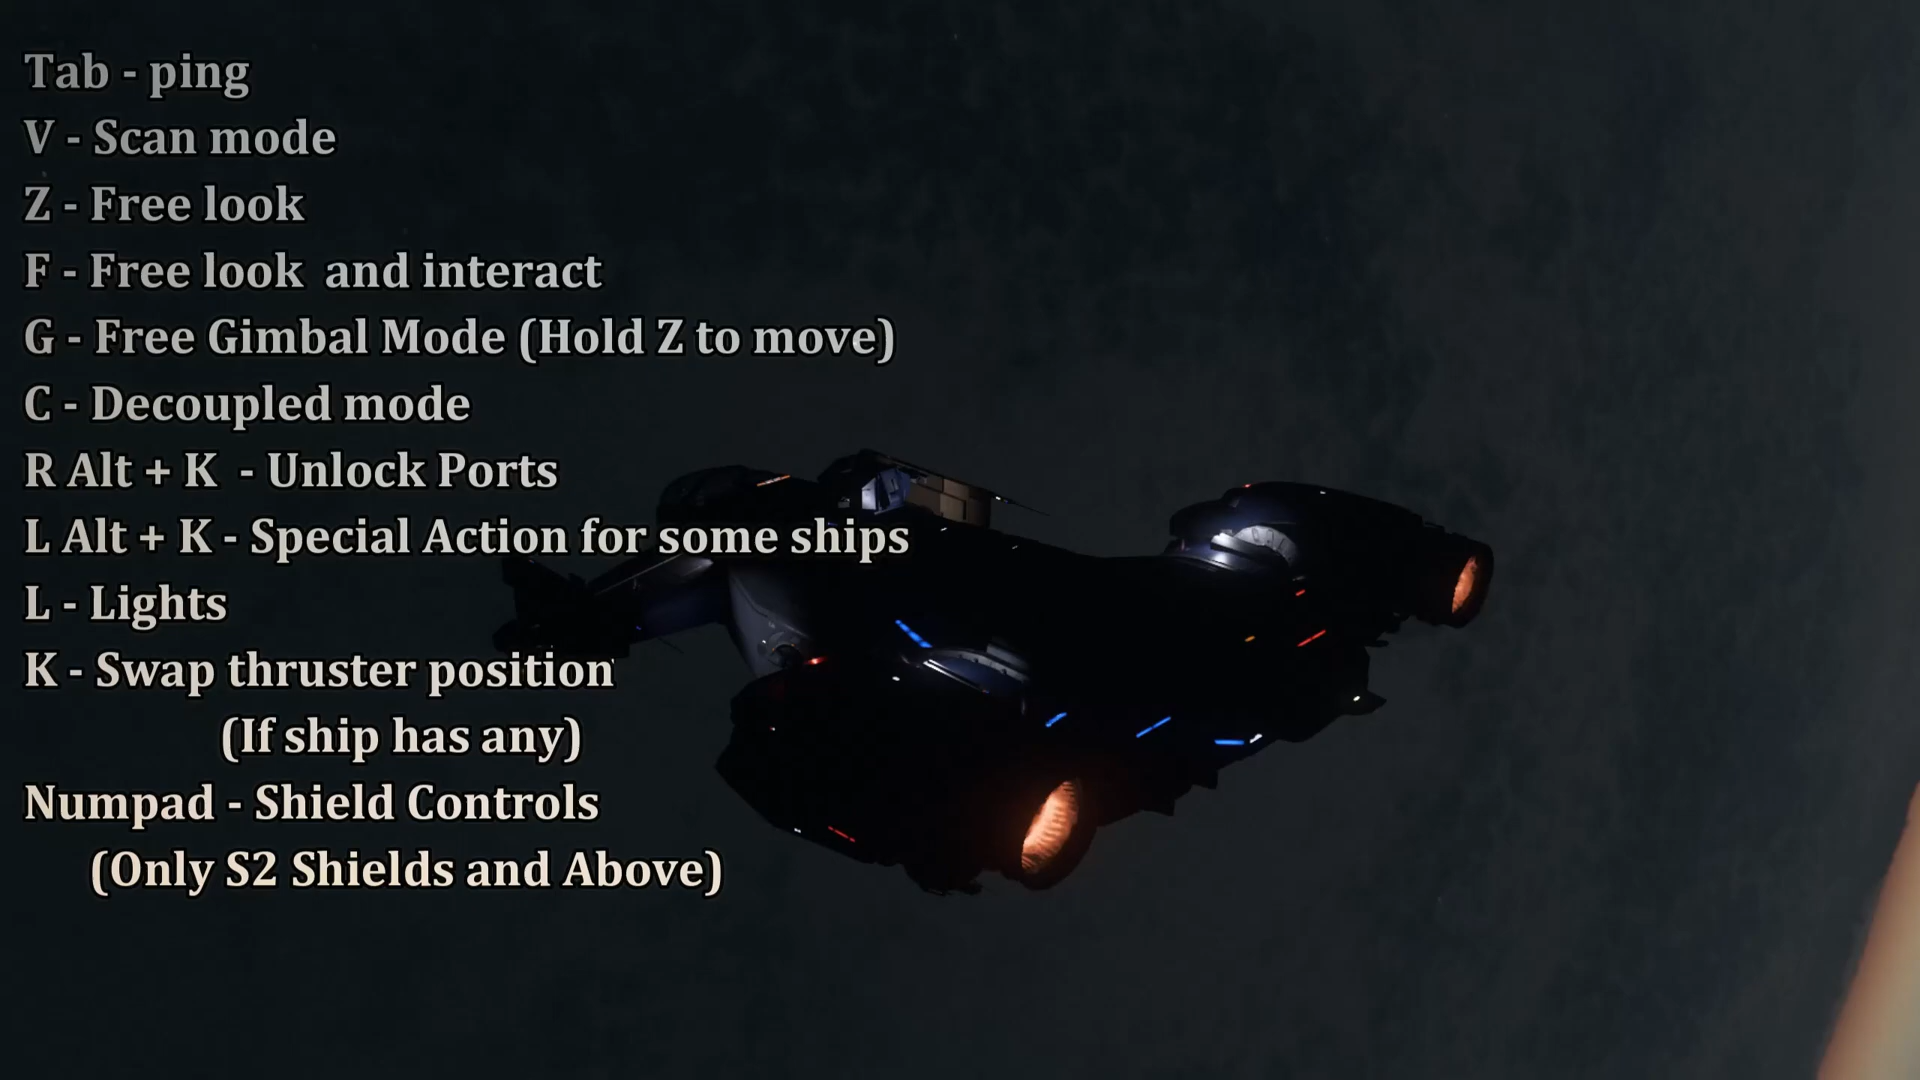 Tab - ping
V - Scan mode
Z - Free look
F - Free look  and interact
G - Free Gimbal Mode (Hold Z to move)
C - Decoupled mode
R Alt + K  - Unlock Ports
L Alt + K - Special Action for some ships
L - Lights
K - Swap thruster position
(If ship has any)
Numpad - Shield Controls
(Only S2 Shields and Above)